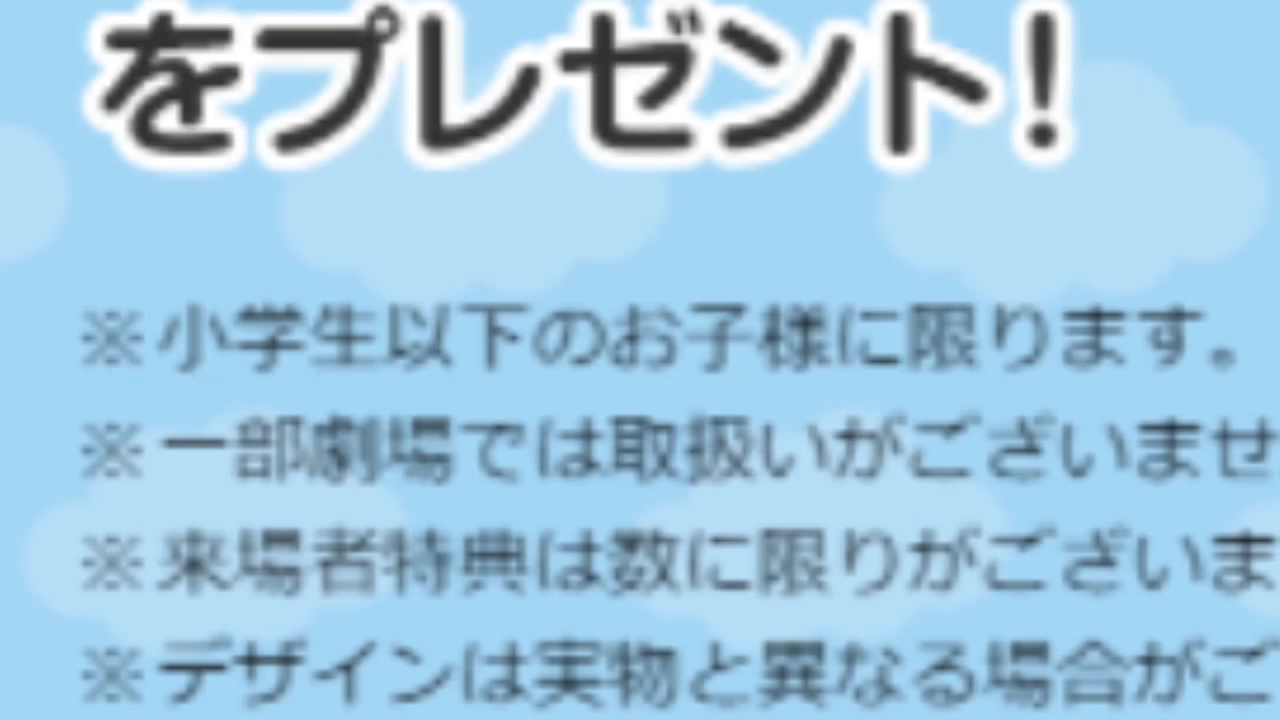 をプレゼント!
※小学生以下のお子様に限ります。
※一部劇場では取扱いがございませ
※来場者特典は数に限りがございま
※デザインは実物と異なる場合がご